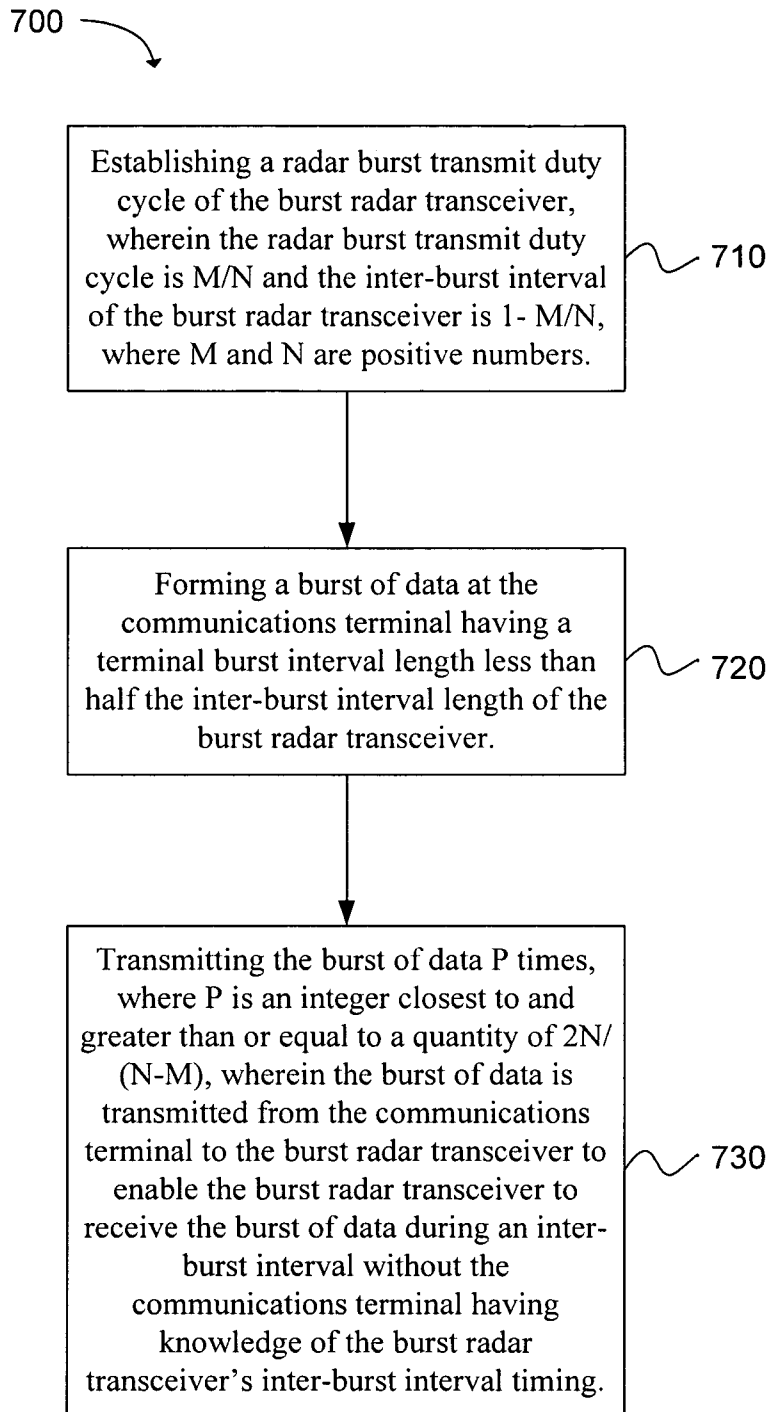 700
Establishing a radar burst transmit duty
cycle of the burst radar transceiver,
wherein the radar burst transmit duty
cycle is M/N and the inter-burst interval
of the burst radar transceiver is 1- M/N,
where M and N are positive numbers.
710
Forming a burst of data at the
communications terminal having a
terminal burst interval length less than
half the inter-burst interval length of the
burst radar transceiver.
720
Transmitting the burst of data P times,
where P is an integer closest to and
greater than or equal to a quantity of 2N/
(N-M), wherein the burst of data is
transmitted from the communications
terminal to the burst radar transceiver to
enable the burst radar transceiver to
receive the burst of data during an inter-
burst interval without the
communications terminal having
knowledge of the burst radar
transceiver’s inter-burst interval timing.
730